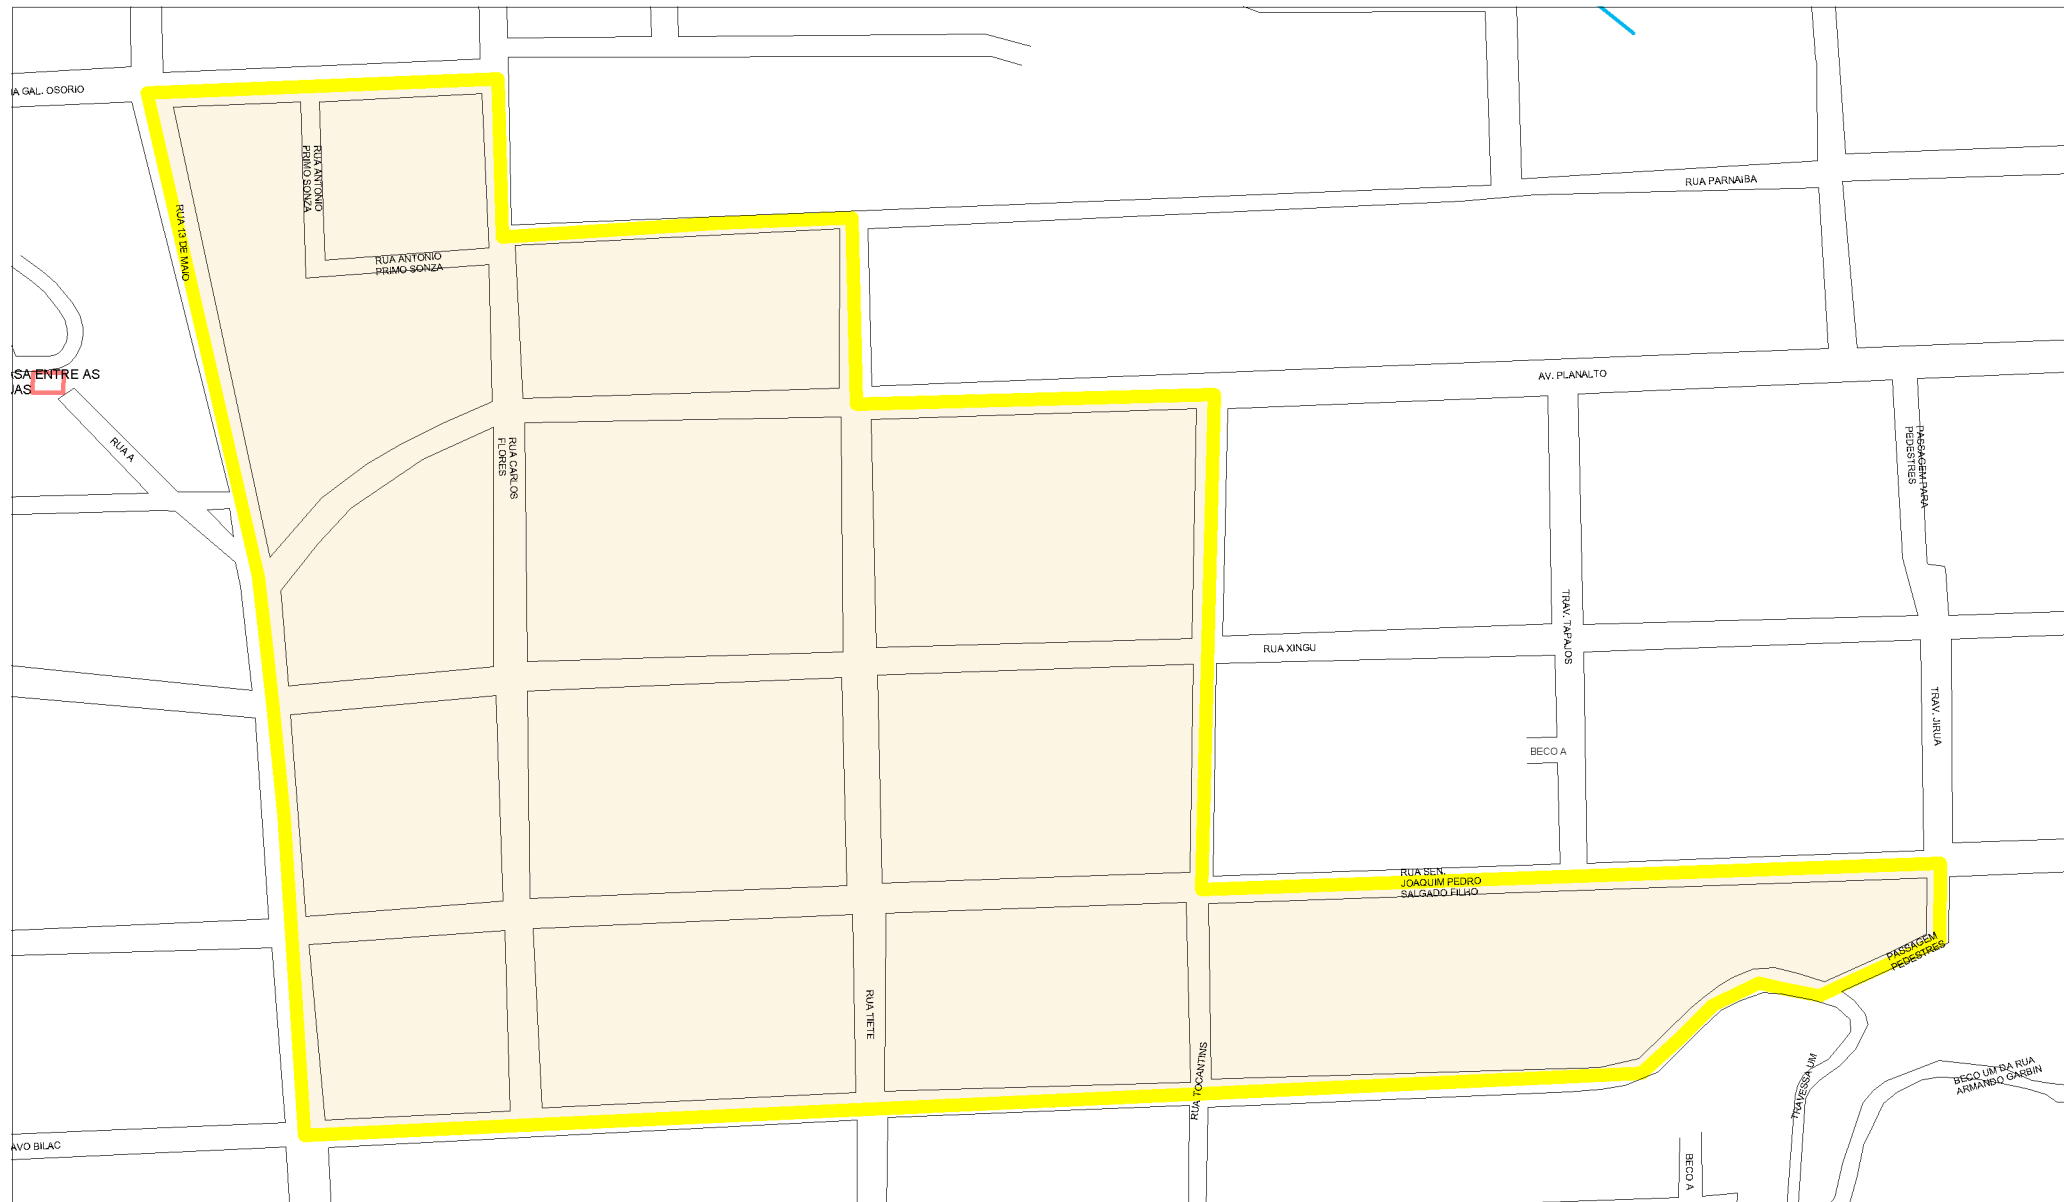 IA GAL. OSORIO
RUA ANTONIO
PRIMO SONZA
RUA PARNAIBA
RUA 13 DE MAIO
RUA ANTONIO
PRIMO SONZA
SA ENTRE AS
IAS
AV. PLANALTO
RUA A
RUA CARLOS
FLORES
PASSAGEM PARA
PEDESTRES
TRAV. TAPAJOS
RUA XINGU
TRAV. JIRUA
BECO A
RUA SEN.
JOAQUIM PEDRO
SALGADO FILHO
PASSAGEM
PEDESTRES
RUA TIETE
RUA TOCANTINS
TRAVESSA UM
BECO UM DA RUA
ARMANDO GARBIN
AVO BILAC
BECO A